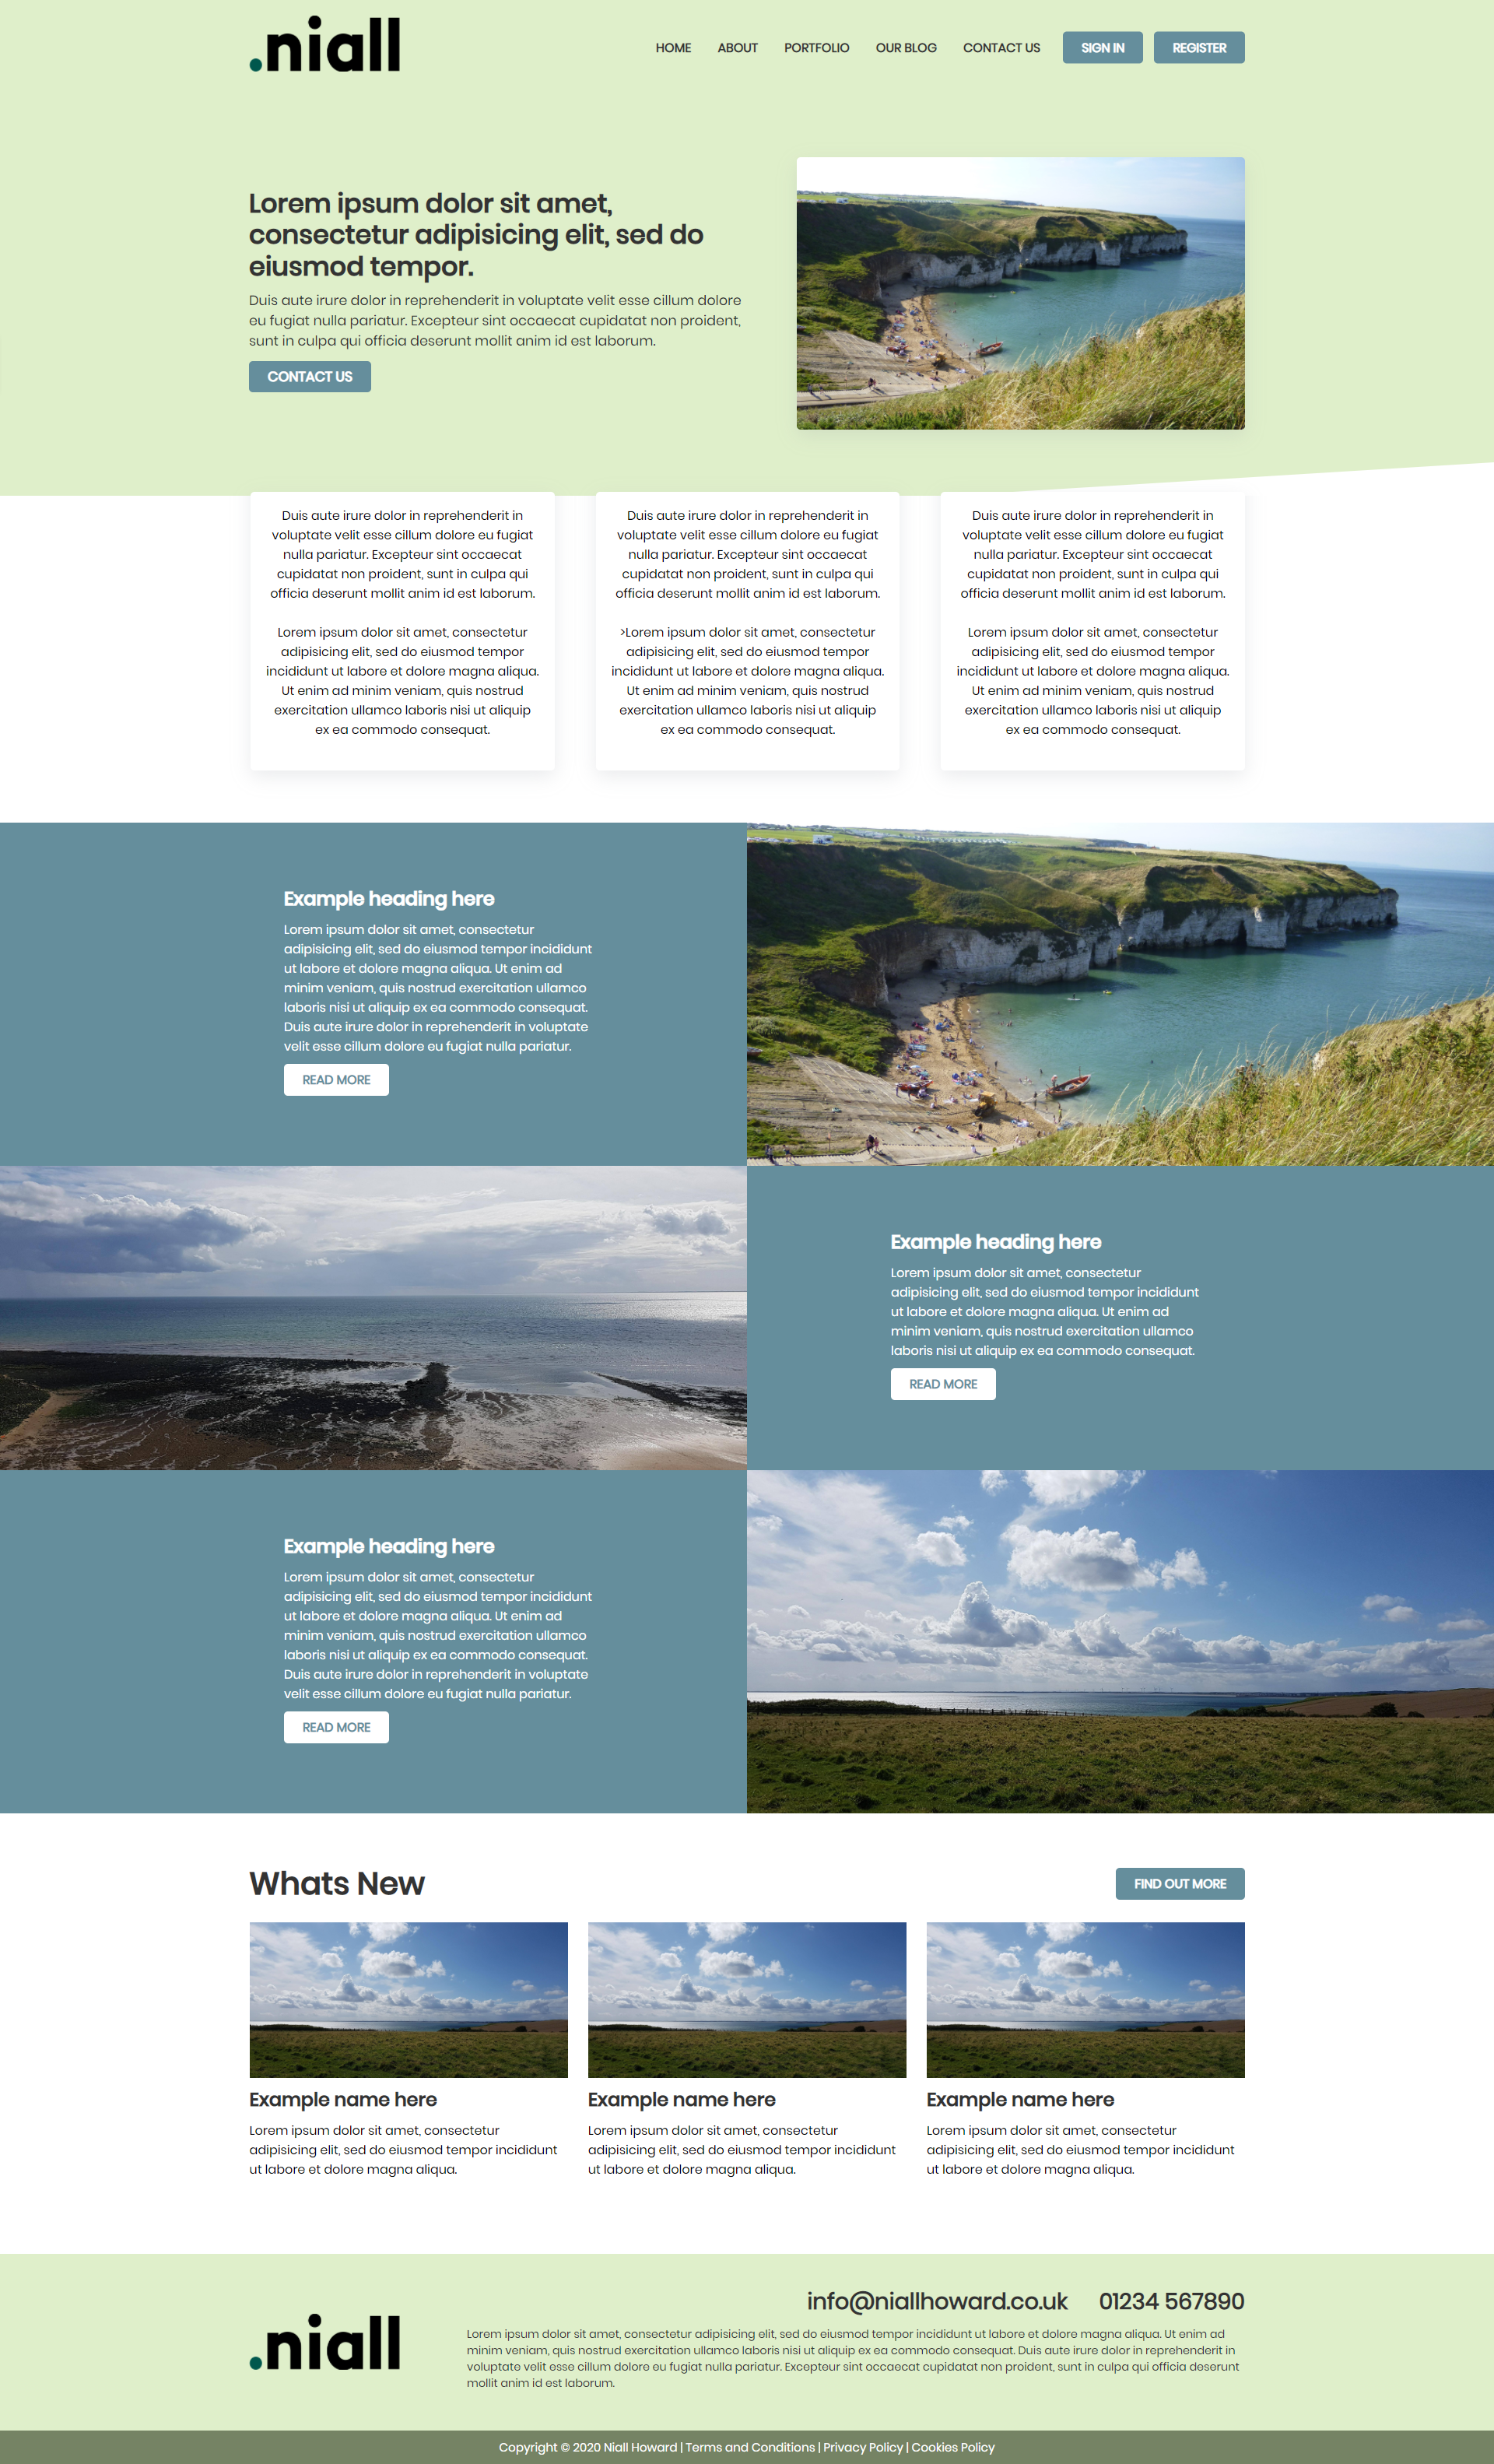 .niall
HOME ABOUT PORTFOLIO OUR BLOG CONTACT US SIGN IN REGISTER
Lorem ipsum dolor sit amet,
consectetur adipisicing elit, sed do
eiusmod tempor.
Duis aute irure dolor in reprehenderit in voluptate velit esse cillum dolore
eu fugiat nulla pariatur. Excepteur sint occaecat cupidatat non proident,
sunt in culpa qui officia deserunt mollit anim id est laborum.
CONTACT US
Duis aute irure dolor in reprehenderit in
voluptate velit esse cillum dolore eu fugiat
nulla pariatur. Excepteur sint occaecat
cupidatat non proident, sunt in culpa qui
officia deserunt mollit anim id est laborum.
Lorem ipsum dolor sit amet, consectetur
adipisicing elit, sed do eiusmod tempor
incididunt ut labore et dolore magna aliqua.
Ut enim ad minim veniam, quis nostrud
exercitation ullamco laboris nisi ut aliquip
ex ea commodo consequat.
Duis aute irure dolor in reprehenderit in
voluptate velit esse cillum dolore eu fugiat
nulla pariatur. Excepteur sint occaecat
cupidatat non proident, sunt in culpa qui
officia deserunt mollit anim id est laborum.
>Lorem ipsum dolor sit amet, consectetur
adipisicing elit, sed do eiusmod tempor
incididunt ut labore et dolore magna aliqua.
Ut enim ad minim veniam, quis nostrud
exercitation ullamco laboris nisi ut aliquip
ex ea commodo consequat.
Duis aute irure dolor in reprehenderit in
voluptate velit esse cillum dolore eu fugiat
nulla pariatur. Excepteur sint occaecat
cupidatat non proident, sunt in culpa qui
officia deserunt mollit anim id est laborum.
Lorem ipsum dolor sit amet, consectetur
adipisicing elit, sed do eiusmod tempor
incididunt ut labore et dolore magna aliqua.
Ut enim ad minim veniam, quis nostrud
exercitation ullamco laboris nisi ut aliquip
ex ea commodo consequat.
Example heading here
Lorem ipsum dolor sit amet, consectetur
adipisicing elit, sed do eiusmod tempor incididunt
ut labore et dolore magna aliqua. Ut enim ad
minim veniam, quis nostrud exercitation ullamco
laboris nisi ut aliquip ex ea commodo consequat.
Duis aute irure dolor in reprehenderit in voluptate
velit esse cillum dolore eu fugiat nulla pariatur.
READ MORE
Example heading here
Lorem ipsum dolor sit amet, consectetur
adipisicing elit, sed do eiusmod tempor incididunt
ut labore et dolore magna aliqua. Ut enim ad
minim veniam, quis nostrud exercitation ullamco
laboris nisi ut aliquip ex ea commodo consequat.
READ MORE
Example heading here
Lorem ipsum dolor sit amet, consectetur
adipisicing elit, sed do eiusmod tempor incididunt
ut labore et dolore magna aliqua. Ut enim ad
minim veniam, quis nostrud exercitation ullamco
laboris nisi ut aliquip ex ea commodo consequat.
Duis aute irure dolor in reprehenderit in voluptate
velit esse cillum dolore eu fugiat nulla pariatur.
READ MORE
Whats New
FIND OUT MORE
Example name here
Lorem ipsum dolor sit amet, consectetur
adipisicing elit, sed do eiusmod tempor incididunt
ut labore et dolore magna aliqua.
Example name here
Lorem ipsum dolor sit amet, consectetur
adipisicing elit, sed do eiusmod tempor incididunt
ut labore et dolore magna aliqua.
Example name here
Lorem ipsum dolor sit amet, consectetur
adipisicing elit, sed do eiusmod tempor incididunt
ut labore et dolore magna aliqua.
.niall
info@niallhoward.co.uk 01234 567890
Lorem ipsum dolor sit amet, consectetur adipisicing elit, sed do eiusmod tempor incididunt ut labore et dolore magna aliqua. Ut enim ad
minim veniam, quis nostrud exercitation ullamco laboris nisi ut aliquip ex ea commodo consequat. Duis aute irure dolor in reprehenderit in
voluptate velit esse cillum dolore eu fugiat nulla pariatur. Excepteur sint occaecat cupidatat non proident, sunt in culpa qui officia deserunt
mollit anim id est laborum.
Copyright © 2020 Niall Howard | Terms and Conditions | Privacy Policy | Cookies Policy